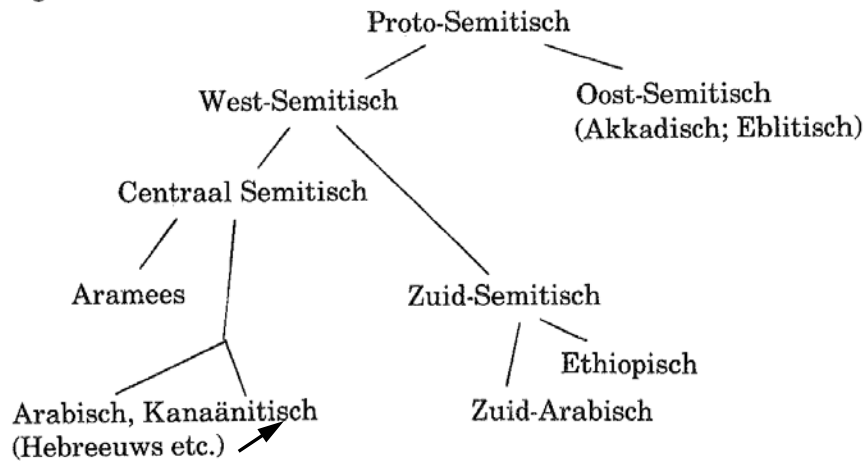 Proto-Semitisch
West-Semitisch
Oost-Semitisch
(Akkadisch; Eblitisch)
Centraal Semitisch
Aramees
Zuid-Semitisch
Ethiopisch
Arabisch, Kanaänitisch
(Hebreeuws etc.)
Zuid-Arabisch